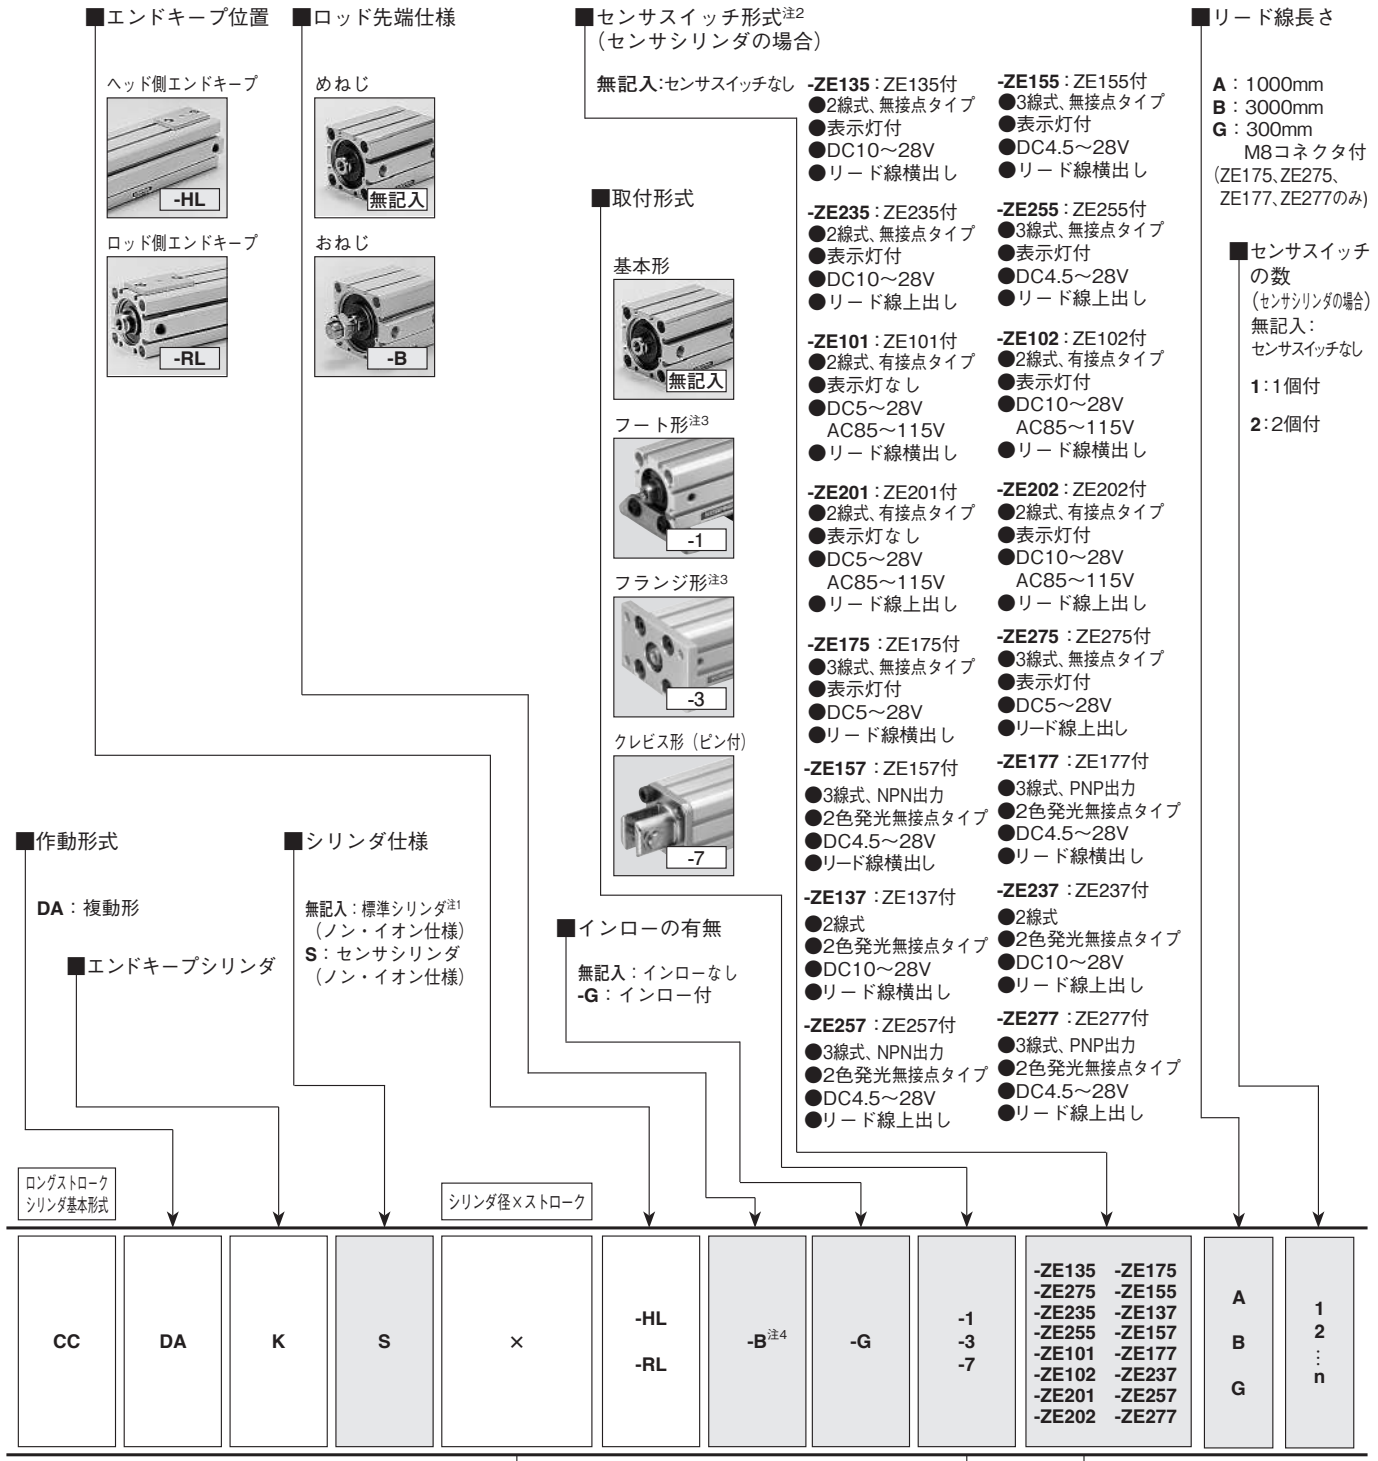 ■エンドキープ位置
ヘッド側エンドキープ
-HL
ロッド側エンドキープ
-RL
■ロッド先端仕様
めねじ
無記入
おねじ
-B
■センサスイッチ形式注2
(センサシリンダの場合)
無記入:センサスイッチなし
-ZE135：ZE135付
●2線式、無接点タイプ
●表示灯付
●DC10～28V
●リード線横出し
-ZE155：ZE155付
●3線式、無接点タイプ
●表示灯付
●DC4.5～28V
●リード線横出し
-ZE235：ZE235付
●2線式、無接点タイプ
●表示灯付
●DC10～28V
●リード線上出し
-ZE255：ZE255付
●3線式、無接点タイプ
●表示灯付
●DC4.5～28V
●リード線上出し
-ZE101：ZE101付
●2線式、有接点タイプ
●表示灯なし
●DC5～28V
AC85～115V
●リード線横出し
-ZE102：ZE102付
●2線式、有接点タイプ
●表示灯付
●DC10～28V
AC85～115V
●リード線横出し
-ZE201：ZE201付
●2線式、有接点タイプ
●表示灯なし
●DC5～28V
AC85～115V
●リード線上出し
-ZE202：ZE202付
●2線式、有接点タイプ
●表示灯付
●DC10～28V
AC85～115V
●リード線上出し
-ZE175：ZE175付
●3線式、無接点タイプ
●表示灯付
●DC5～28V
●リード線横出し
-ZE275：ZE275付
●3線式、無接点タイプ
●表示灯付
●DC5～28V
●リード線上出し
-ZE157：ZE157付
●3線式、NPN出力
●2色発光無接点タイプ
●DC4.5～28V
●リード線横出し
-ZE177：ZE177付
●3線式、PNP出力
●2色発光無接点タイプ
●DC4.5～28V
●リード線横出し
-ZE137：ZE137付
●2線式
●2色発光無接点タイプ
●DC10～28V
●リード線横出し
-ZE237：ZE237付
●2線式
●2色発光無接点タイプ
●DC10～28V
●リード線上出し
-ZE257：ZE257付
●3線式、NPN出力
●2色発光無接点タイプ
●DC4.5～28V
●リード線上出し
-ZE277：ZE277付
●3線式、PNP出力
●2色発光無接点タイプ
●DC4.5～28V
●リード線上出し
■リード線長さ
A：1000mm
B：3000mm
G：300mm
M8コネクタ付
(ZE175、ZE275、
ZE177、ZE277のみ)
■センサスイッチ
の数
(センサシリンダの場合)
無記入：
センサスイッチなし
1：1個付
2：2個付
■取付形式
基本形
無記入
フート形注3
-1
フランジ形注3
-3
クレビス形（ピン付）
-7
■作動形式
DA：複動形
■エンドキープシリンダ
■シリンダ仕様
無記入：標準シリンダ注1
(ノン・イオン仕様)
S：センサシリンダ
(ノン・イオン仕様)
■インローの有無
無記入：インローなし
-G：インロー付
ロングストローク
シリンダ基本形式
シリンダ径×ストローク
CC
DA
K
S
×
-HL
-RL
-B注4
-G
-1
-3
-7
-ZE135 -ZE175
-ZE275 -ZE155
-ZE235 -ZE137
-ZE255 -ZE157
-ZE101 -ZE177
-ZE102 -ZE237
-ZE201 -ZE257
-ZE202 -ZE277
A
B
G
1
2
⋮
n